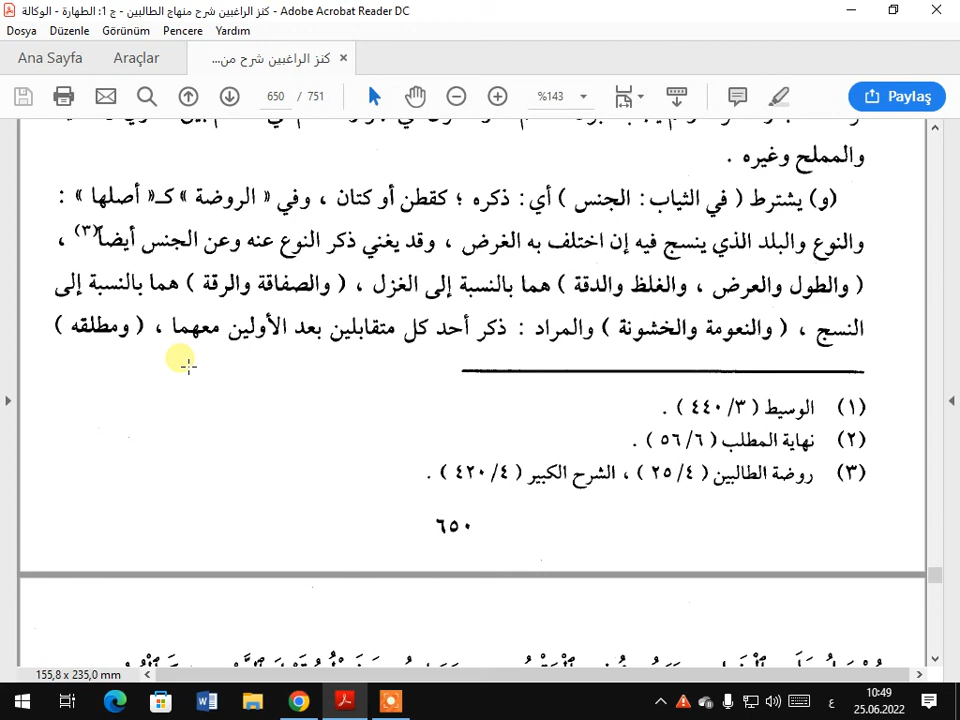 كنز الراغبين شرح منهاج الطالبين - ج 1: الطهارة - الوكالة - Adobe Acrobat Reader DC
Dosya Düzenle Görünüm Pencere Yardım
Ana Sayfa Araçlar كنز الراغبين شرح من... ×
650 / 751 %143 Paylaş
والمملح وغيره .
(و) يشترط ( في الثياب : الجنس ) أي : ذكره ؛ كقطن أو كتان ، وفي « الروضة » كـ« أصلها » :
والنوع والبلد الذي ينسج فيه إن اختلف به الغرض ، وقد يغني ذكر النوع عنه وعن الجنس أيضاً(٣) ،
( والطول والعرض ، والغلظ والدقة ) هما بالنسبة إلى الغزل ، ( والصفاقة والرقة ) هما بالنسبة إلى
النسج ، ( والنعومة والخشونة ) والمراد : ذكر أحد كل متقابلين بعد الأولين معهما ، ( ومطلقه )
(١) الوسيط ( ٣/ ٤٤٠ ) .
(٢) نهاية المطلب ( ٦/ ٥٦ ) .
(٣) روضة الطالبين ( ٤/ ٢٥ ) ، الشرح الكبير ( ٤/ ٤٢٠ ) .
٦٥٠
155,8 x 235,0 mm
ع 10:49
25.06.2022